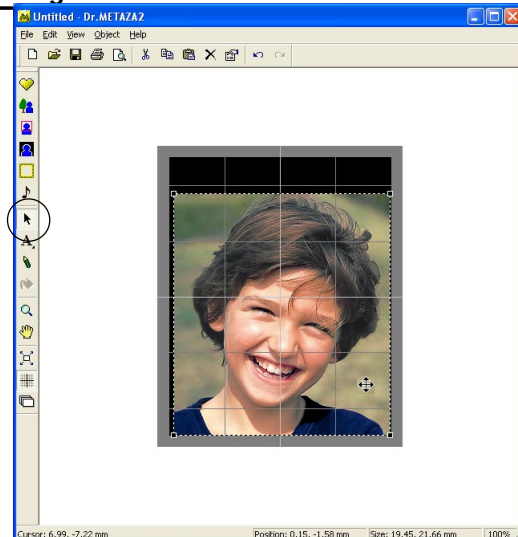 Untitled - Dr.METAZA2
File Edit View Object Help
A
Cursor: 6.99, -7.22 mm Position: 0.15, -1.58 mm Size: 19.45, 21.66 mm 100%